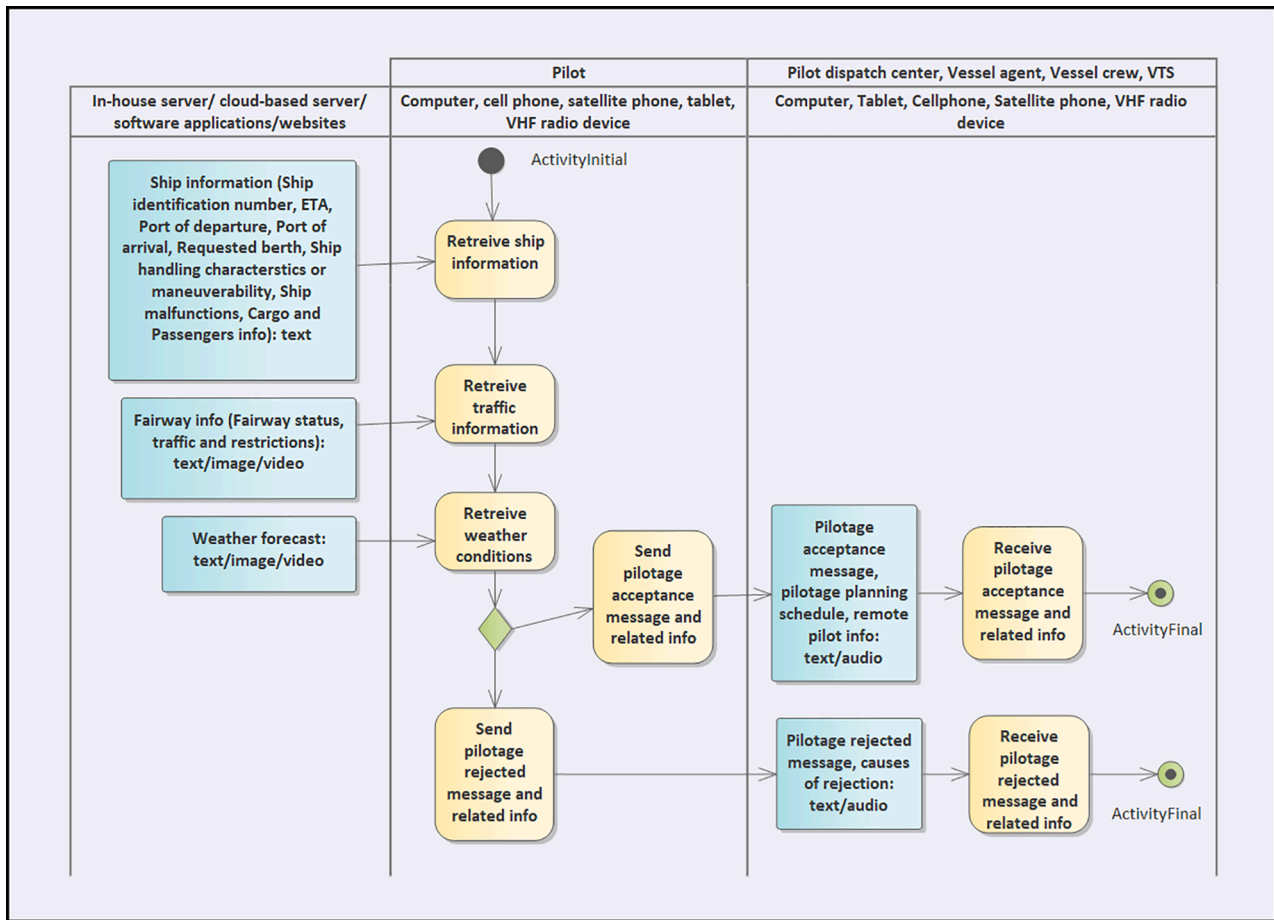 Pilot
Pilot dispatch center, Vessel agent, Vessel crew, VTS
In-house server/ cloud-based server/
software applications/websites
Computer, cell phone, satellite phone, tablet,
VHF radio device
Computer, Tablet, Cellphone, Satellite phone, VHF radio
device
ActivityInitial
Ship information (Ship
identification number, ETA,
Port of departure, Port of
arrival, Requested berth, Ship
handling characterstics or
maneuverability, Ship
malfunctions, Cargo and
Passengers info): text
Retreive ship
information
Retreive
traffic
information
Fairway info (Fairway status,
traffic and restrictions):
text/image/video
Retreive
weather
conditions
Weather forecast:
text/image/video
Send
pilotage
acceptance
message and
related info
Pilotage
acceptance
message,
pilotage planning
schedule, remote
pilot info:
text/audio
Receive
pilotage
acceptance
message and
related info
ActivityFinal
Send
pilotage
rejected
message and
related info
Pilotage rejected
message, causes
of rejection:
text/audio
Receive
pilotage
rejected
message and
related info
ActivityFinal